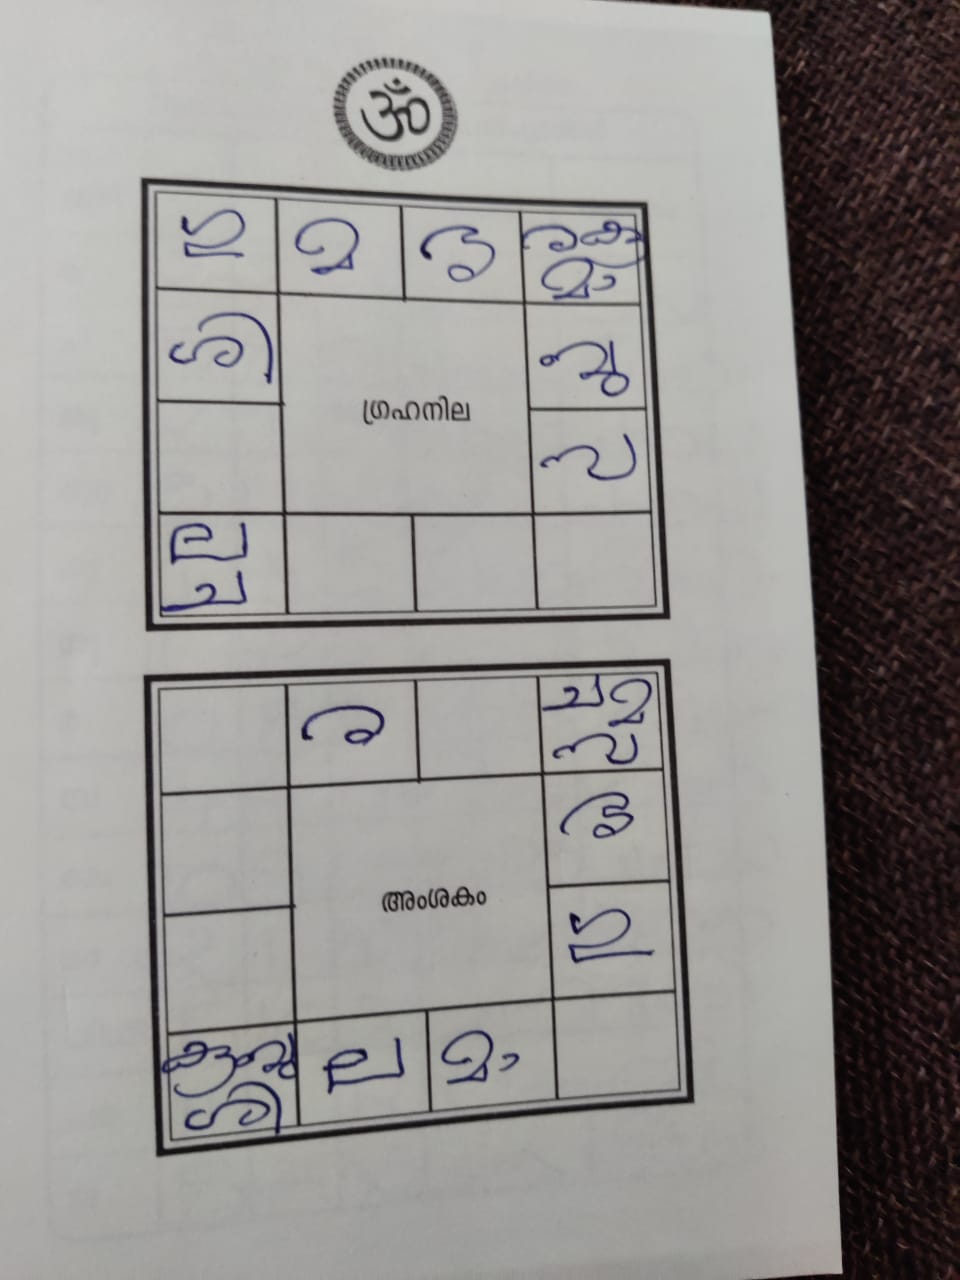 ॐ
ഗ
മ
ര
കു
മാ
ശി
ബു
ഗ്രഹനില
സ
ല
ച
ര
ച
മ
സ
അംശകം
ഗ
കു
ബു
ശി
ല
മാ